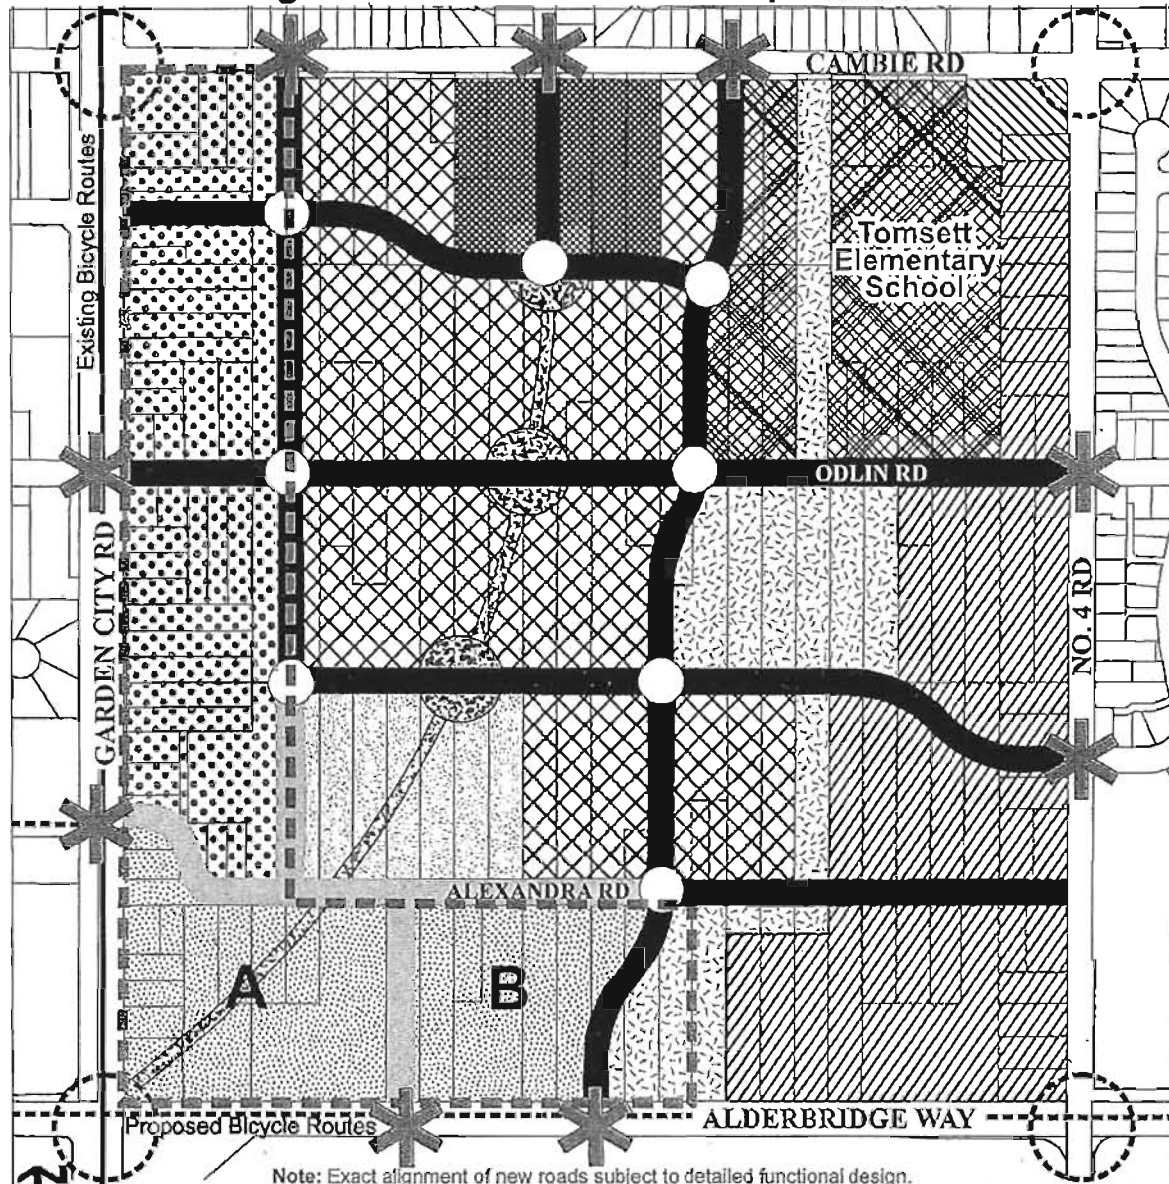 CAMBIE RD
Existing Bicycle Routes
Tomsett
Elementary
School
ODLIN RD
GARDEN CITY RD
NO. 4 RD
ALEXANDRA RD
A
B
Proposed Bicycle Routes
ALDERBRIDGE WAY
Note: Exact alignment of new roads subject to detailed functional design.